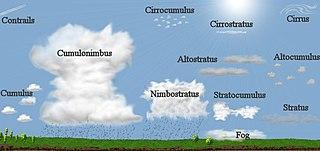 Contrails
Cirrocumulus
Cirrus
Cirrostratus
Cumulonimbus
Altostratus
Altocumulus
Cumulus
Nimbostratus
Stratocumulus
Stratus
Fog